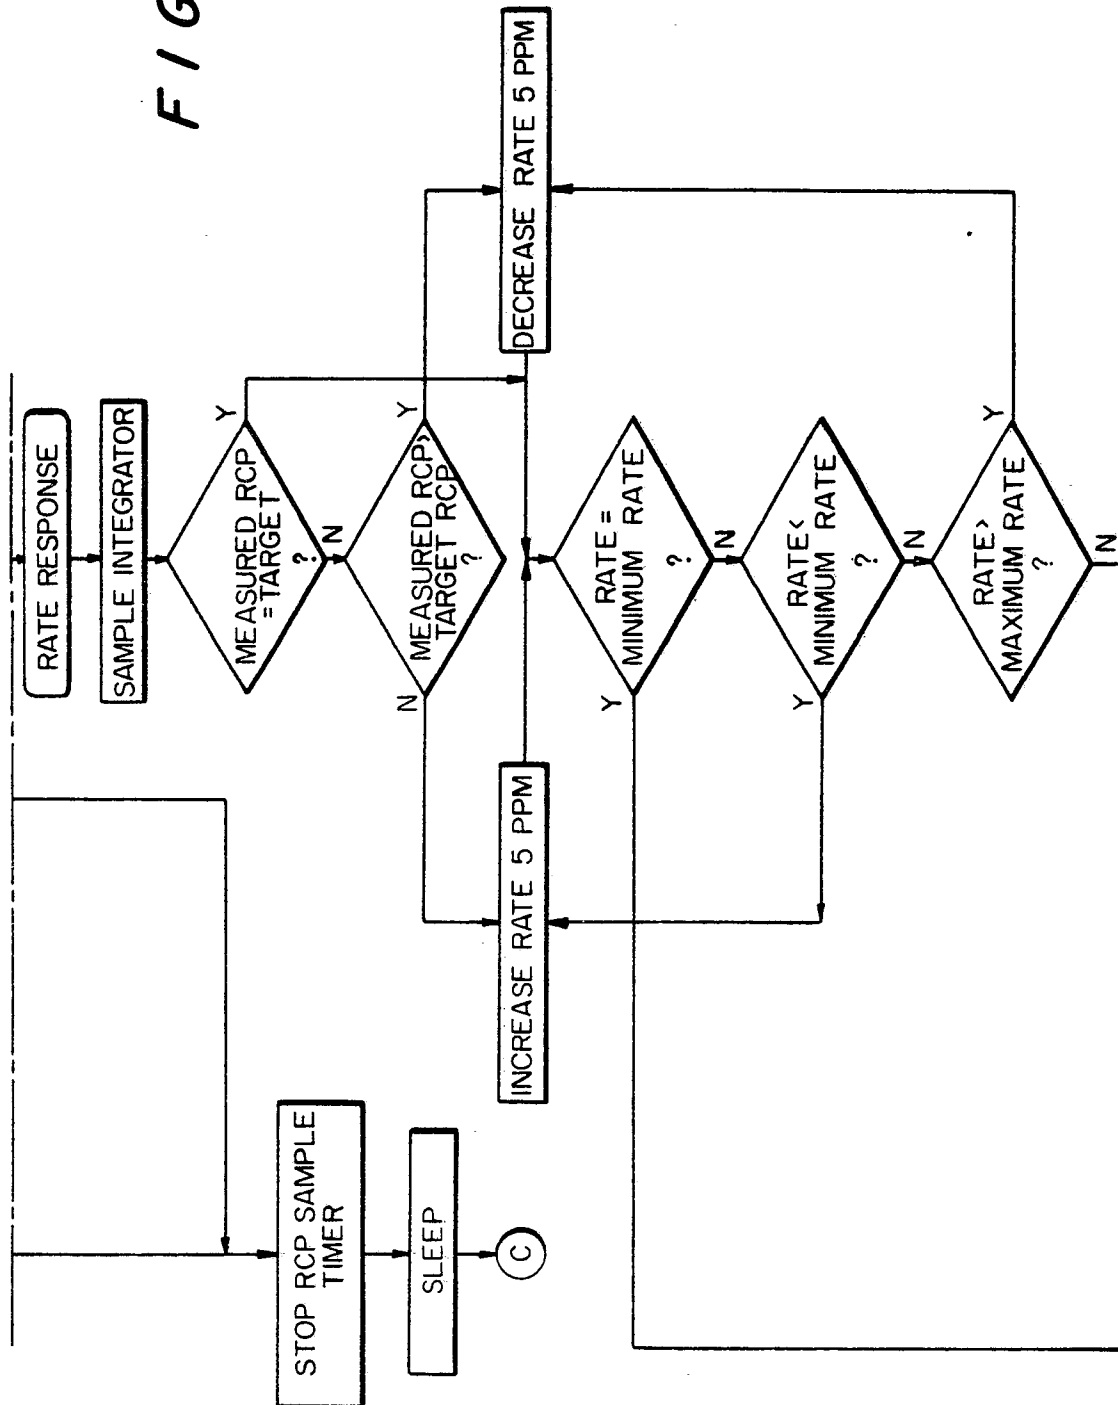 FIG
RATE RESPONSE
SAMPLE INTEGRATOR
MEASURED RCP
=TARGET
?
Y
N
MEASURED RCP>
TARGET RCP
?
Y
N
DECREASE RATE 5 PPM
INCREASE RATE 5 PPM
RATE =
MINIMUM RATE
?
Y
N
RATE<
MINIMUM RATE
?
Y
N
RATE>
MAXIMUM RATE
?
Y
N
STOP RCP SAMPLE
TIMER
SLEEP
C